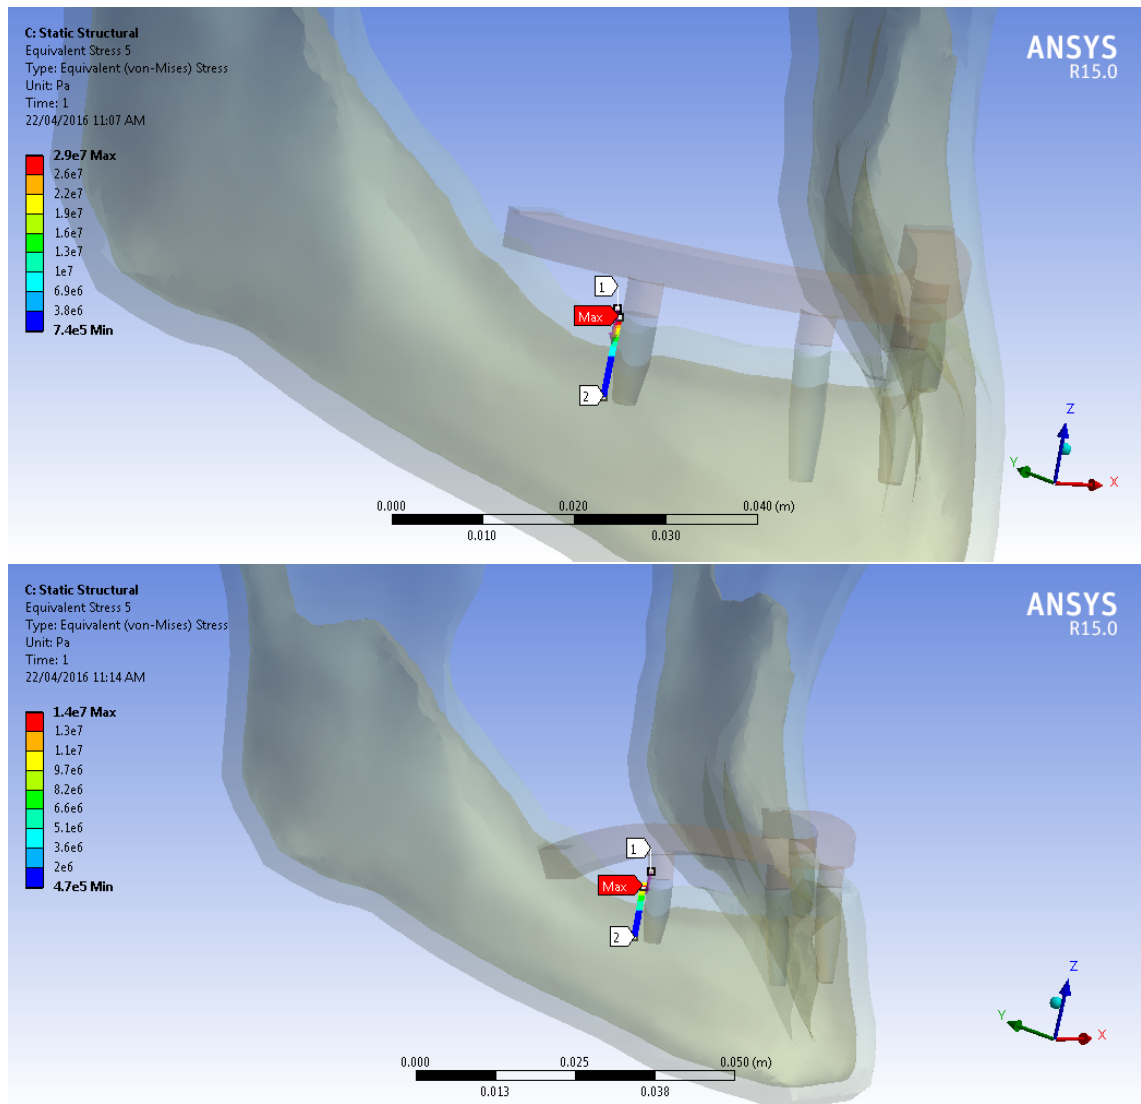 C: Static Structural
Equivalent Stress 5
Type: Equivalent (von-Mises) Stress
Unit: Pa
Time: 1
22/04/2016 11:07 AM
ANSYS
R15.0
2.9e7 Max
2.6e7
2.2e7
1.9e7
1.6e7
1.3e7
1e7
6.9e6
3.8e6
7.4e5 Min
1
Max
2
Z
Y
X
0.000 0.020 0.040 (m)
0.010 0.030
C: Static Structural
Equivalent Stress 5
Type: Equivalent (von-Mises) Stress
Unit: Pa
Time: 1
22/04/2016 11:14 AM
ANSYS
R15.0
1.4e7 Max
1.3e7
1.1e7
9.7e6
8.2e6
6.6e6
5.1e6
3.6e6
2e6
4.7e5 Min
1
Max
2
Z
Y
X
0.000 0.025 0.050 (m)
0.013 0.038